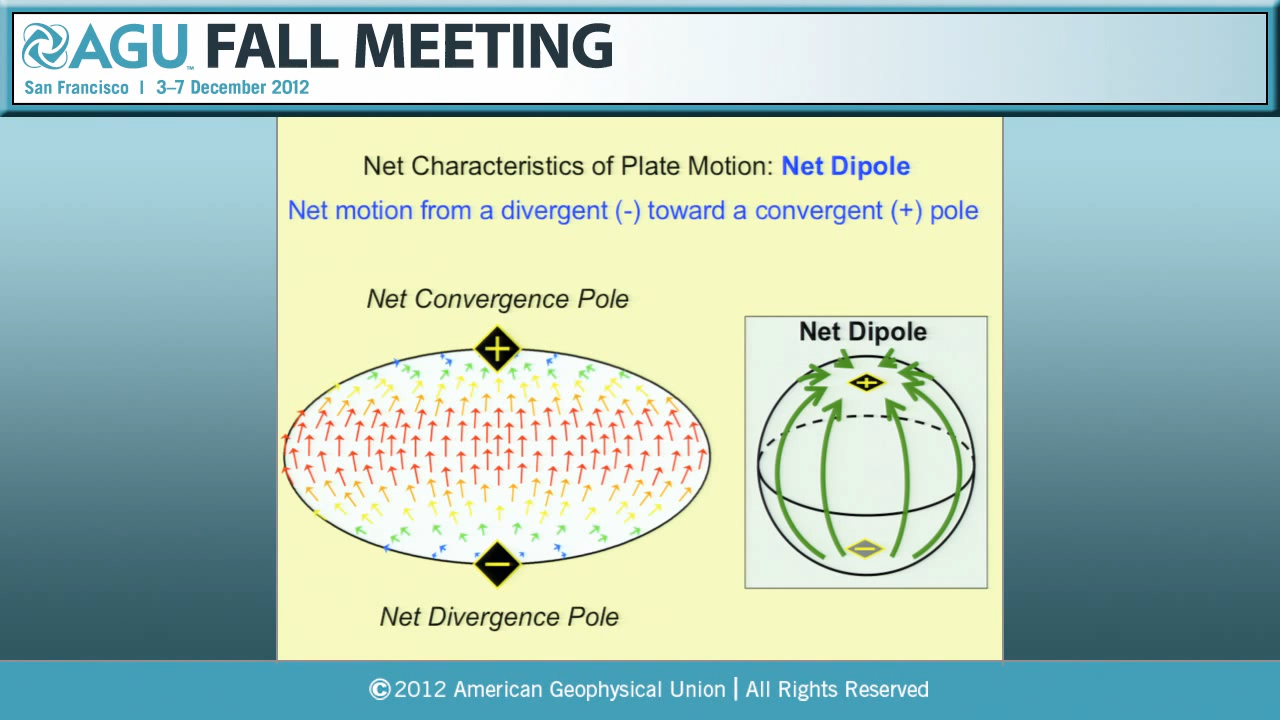 AGU™ FALL MEETING
San Francisco | 3–7 December 2012
Net Characteristics of Plate Motion: Net Dipole
Net motion from a divergent (-) toward a convergent (+) pole
Net Convergence Pole
+
−
Net Divergence Pole
Net Dipole
+
−
©2012 American Geophysical Union | All Rights Reserved